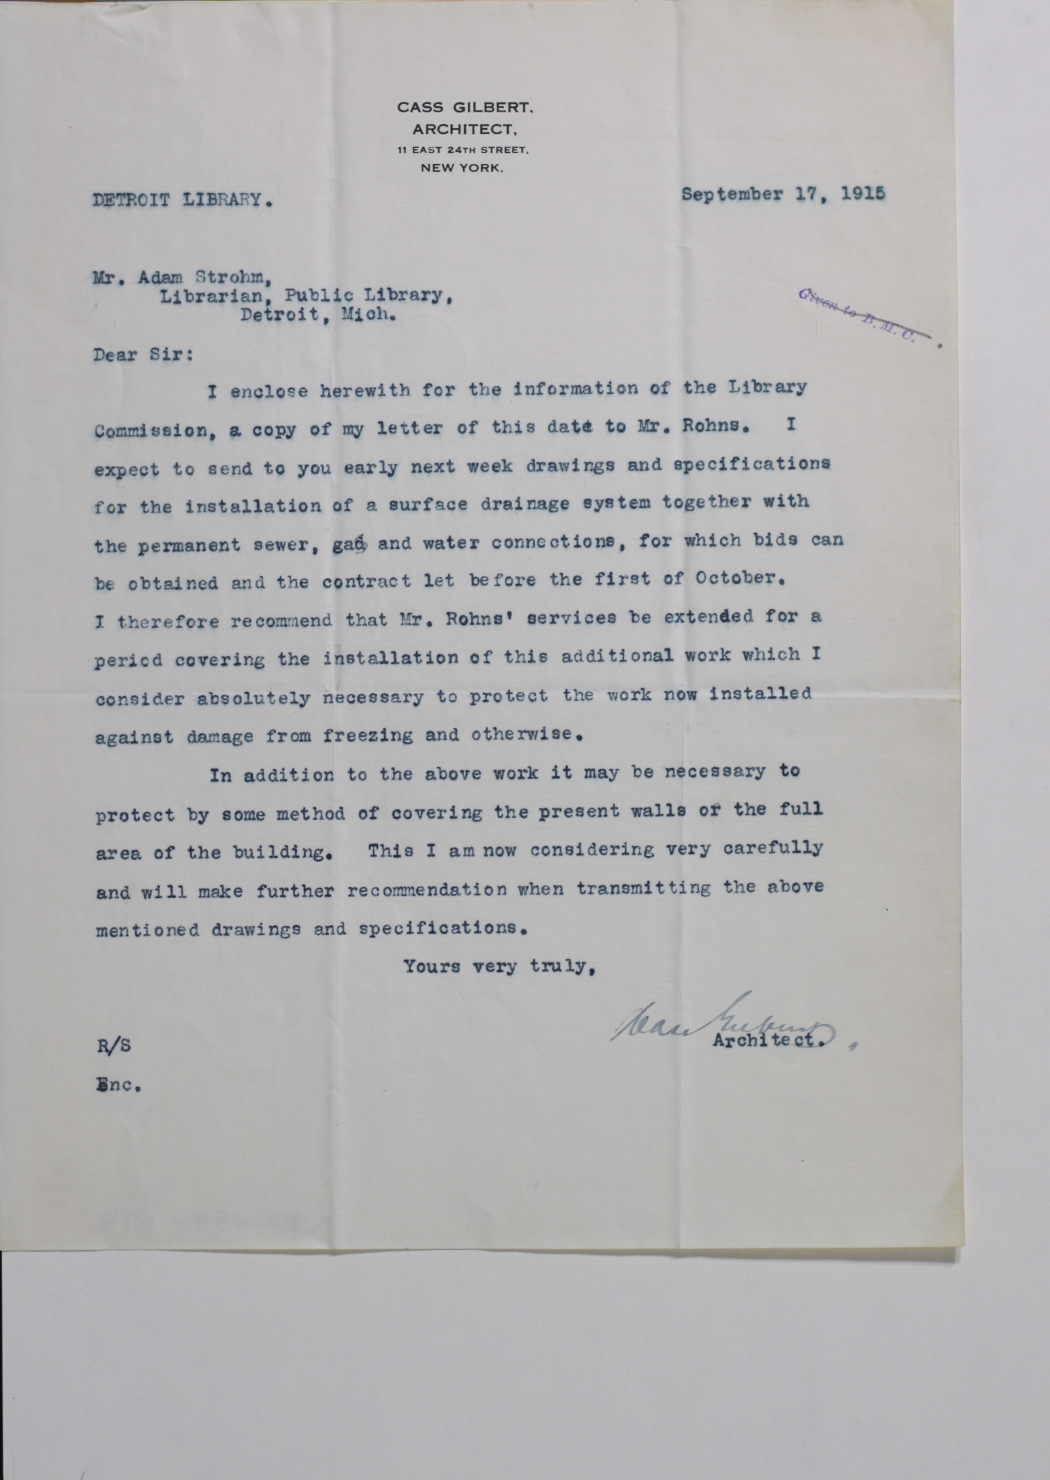 CASS GILBERT.
ARCHITECT,
11 EAST 24TH STREET,
NEW YORK.
DETROIT LIBRARY.
September 17, 1915
Mr. Adam Strohm,
Librarian, Public Library,
Detroit, Mich.
Given to B.M.C.
Dear Sir:
I enclose herewith for the information of the Library
Commission, a copy of my letter of this date to Mr. Rohns. I
expect to send to you early next week drawings and specifications
for the installation of a surface drainage system together with
the permanent sewer, gas and water connections, for which bids can
be obtained and the contract let before the first of October.
I therefore recommend that Mr. Rohns' services be extended for a
period covering the installation of this additional work which I
consider absolutely necessary to protect the work now installed
against damage from freezing and otherwise.
In addition to the above work it may be necessary to
protect by some method of covering the present walls or the full
area of the building. This I am now considering very carefully
and will make further recommendation when transmitting the above
mentioned drawings and specifications.
Yours very truly,
Cass Gilbert
Architect.
R/S
Enc.